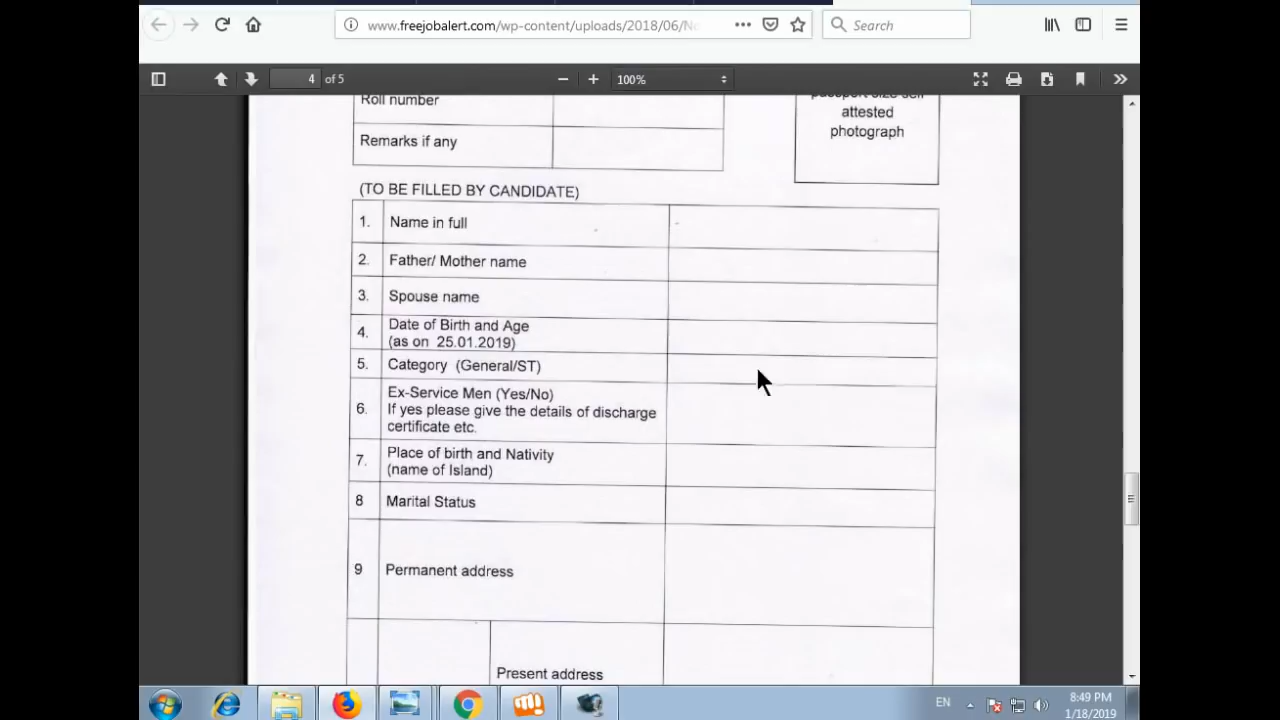 www.freejobalert.com/wp-content/uploads/2018/06/No
Search
4 of 5
100%
Roll number
Remarks if any
passport size self
attested
photograph
(TO BE FILLED BY CANDIDATE)
1. Name in full
2. Father/ Mother name
3. Spouse name
4. Date of Birth and Age
(as on 25.01.2019)
5. Category (General/ST)
6. Ex-Service Men (Yes/No)
If yes please give the details of discharge
certificate etc.
7. Place of birth and Nativity
(name of Island)
8 Marital Status
9 Permanent address
Present address
EN
8:49 PM
1/18/2019